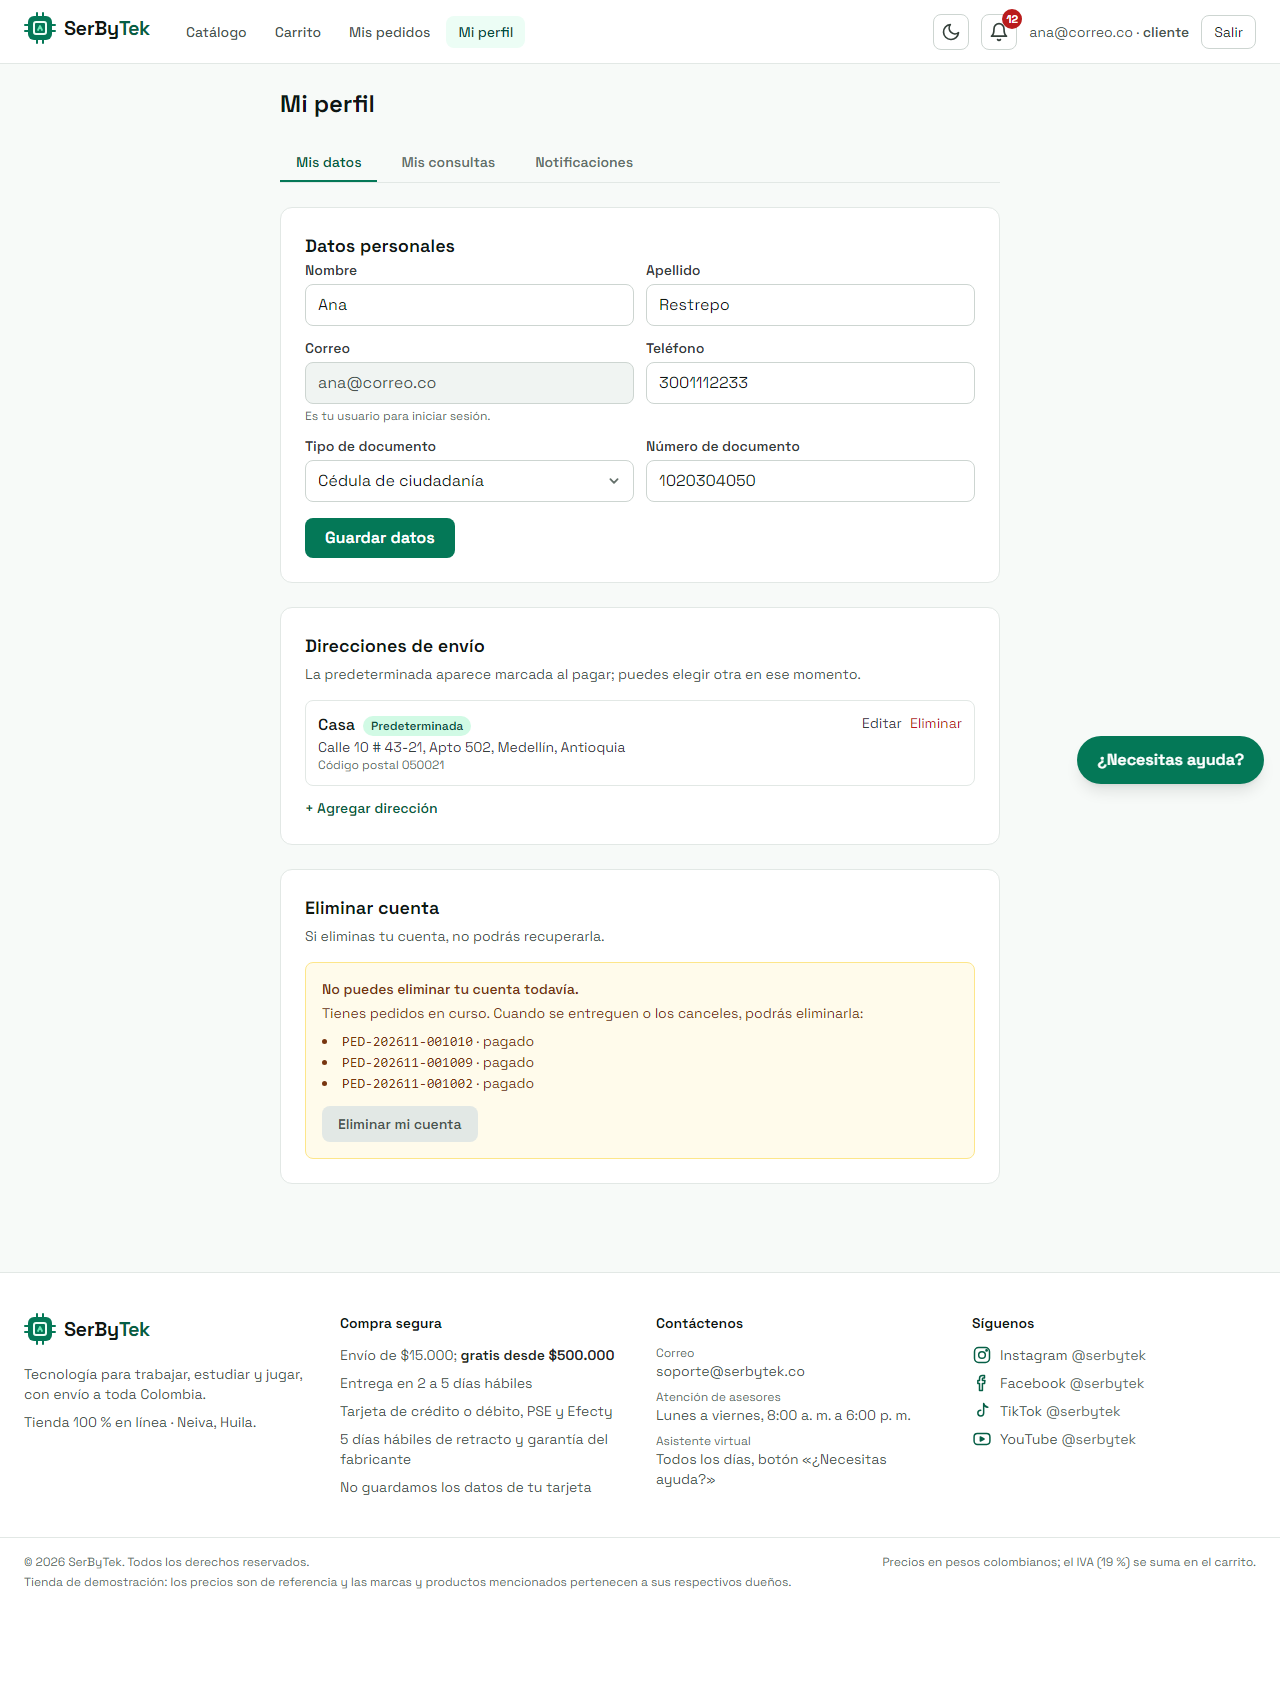 SerByTek
Catálogo
Carrito
Mis pedidos
Mi perfil
12
ana@correo.co · cliente
Salir
Mi perfil
Mis datos
Mis consultas
Notificaciones
Datos personales
Nombre
Apellido
Ana
Restrepo
Correo
Teléfono
ana@correo.co
3001112233
Es tu usuario para iniciar sesión.
Tipo de documento
Número de documento
Cédula de ciudadanía
1020304050
Guardar datos
Direcciones de envío
La predeterminada aparece marcada al pagar; puedes elegir otra en ese momento.
Casa
Predeterminada
Editar
Eliminar
Calle 10 # 43-21, Apto 502, Medellín, Antioquia
Código postal 050021
+ Agregar dirección
¿Necesitas ayuda?
Eliminar cuenta
Si eliminas tu cuenta, no podrás recuperarla.
No puedes eliminar tu cuenta todavía.
Tienes pedidos en curso. Cuando se entreguen o los canceles, podrás eliminarla:
PED-202611-001010 · pagado
PED-202611-001009 · pagado
PED-202611-001002 · pagado
Eliminar mi cuenta
SerByTek
Tecnología para trabajar, estudiar y jugar,
con envío a toda Colombia.
Tienda 100 % en línea · Neiva, Huila.
Compra segura
Envío de $15.000; gratis desde $500.000
Entrega en 2 a 5 días hábiles
Tarjeta de crédito o débito, PSE y Efecty
5 días hábiles de retracto y garantía del
fabricante
No guardamos los datos de tu tarjeta
Contáctenos
Correo
soporte@serbytek.co
Atención de asesores
Lunes a viernes, 8:00 a. m. a 6:00 p. m.
Asistente virtual
Todos los días, botón «¿Necesitas
ayuda?»
Síguenos
Instagram @serbytek
Facebook @serbytek
TikTok @serbytek
YouTube @serbytek
© 2026 SerByTek. Todos los derechos reservados.
Precios en pesos colombianos; el IVA (19 %) se suma en el carrito.
Tienda de demostración: los precios son de referencia y las marcas y productos mencionados pertenecen a sus respectivos dueños.